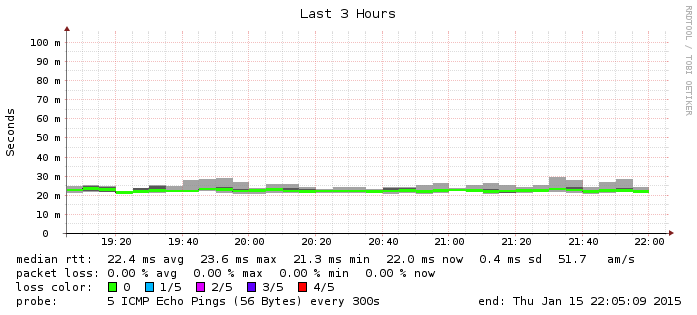 Last 3 Hours
RRDTOOL / TOBI OETIKER
Seconds
100 m
90 m
80 m
70 m
60 m
50 m
40 m
30 m
20 m
10 m
0
19:20 19:40 20:00 20:20 20:40 21:00 21:20 21:40 22:00
median rtt: 22.4 ms avg 23.6 ms max 21.3 ms min 22.0 ms now 0.4 ms sd 51.7 am/s
packet loss: 0.00 % avg 0.00 % max 0.00 % min 0.00 % now
loss color: 0 1/5 2/5 3/5 4/5
probe: 5 ICMP Echo Pings (56 Bytes) every 300s end: Thu Jan 15 22:05:09 2015